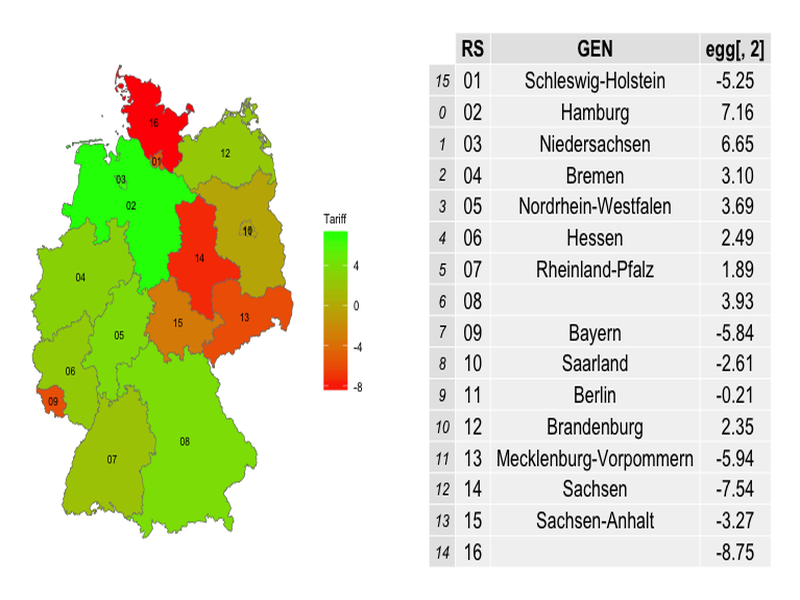 RS GEN egg[, 2]
15 01 Schleswig-Holstein -5.25
0 02 Hamburg 7.16
1 03 Niedersachsen 6.65
2 04 Bremen 3.10
3 05 Nordrhein-Westfalen 3.69
4 06 Hessen 2.49
5 07 Rheinland-Pfalz 1.89
6 08 3.93
7 09 Bayern -5.84
8 10 Saarland -2.61
9 11 Berlin -0.21
10 12 Brandenburg 2.35
11 13 Mecklenburg-Vorpommern -5.94
12 14 Sachsen -7.54
13 15 Sachsen-Anhalt -3.27
14 16 -8.75
Tariff
4
0
-4
-8
16
01
12
03
02
14
04
15
13
05
06
09
08
07